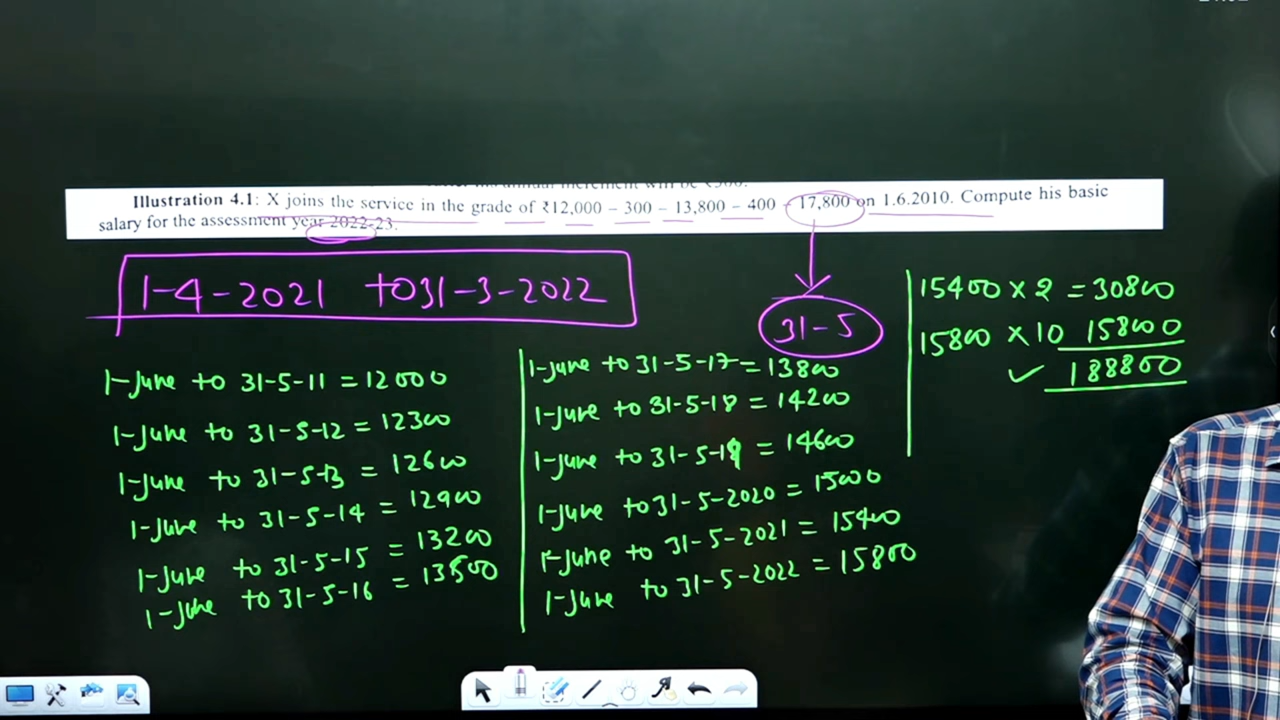 Illustration 4.1: X joins the service in the grade of ₹12,000 – 300 – 13,800 – 400 – 17,800 on 1.6.2010. Compute his basic
salary for the assessment year 2022-23.
1-4-2021 to 31-3-2022
31-5
1-June to 31-5-11 = 12000
1-June to 31-5-12 = 12300
1-June to 31-5-13 = 12600
1-June to 31-5-14 = 12900
1-June to 31-5-15 = 13200
1-June to 31-5-16 = 13500
1-June to 31-5-17 = 13800
1-June to 31-5-18 = 14200
1-June to 31-5-19 = 14600
1-June to 31-5-2020 = 15000
1-June to 31-5-2021 = 15400
1-June to 31-5-2022 = 15800
15400 × 2 = 30800
15800 × 10 158000
188800